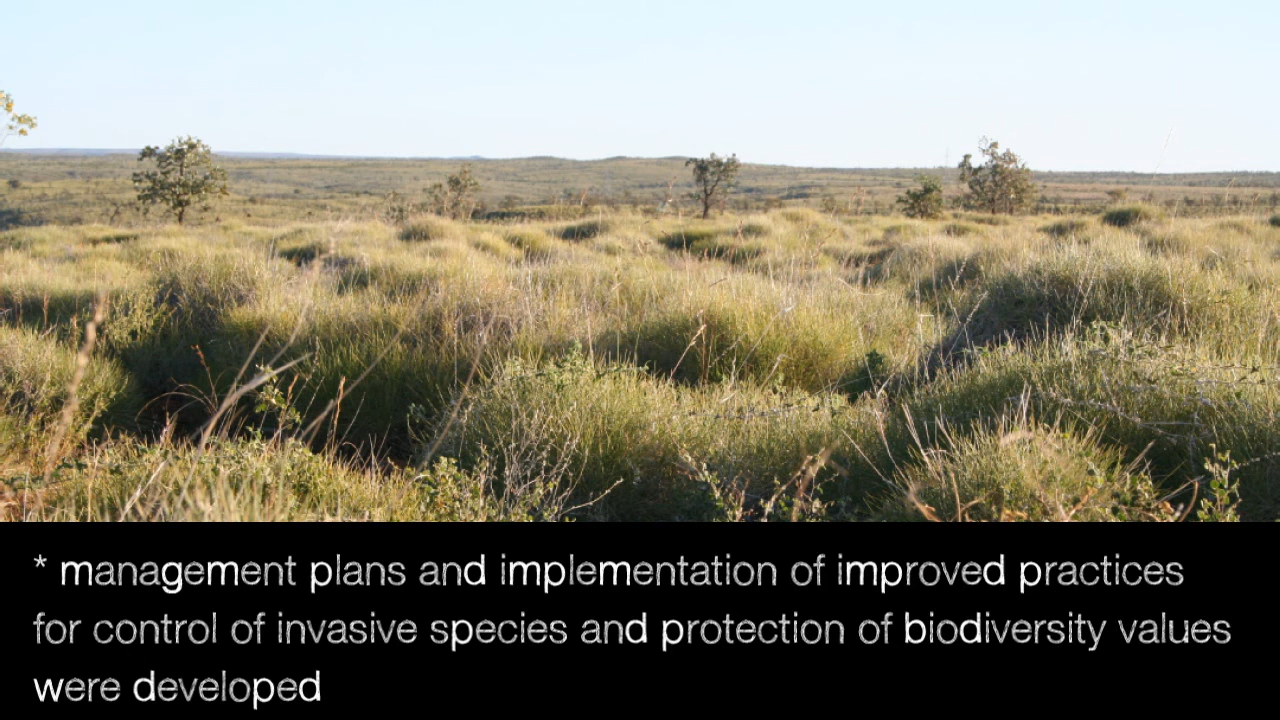 * management plans and implementation of improved practices
for control of invasive species and protection of biodiversity values
were developed